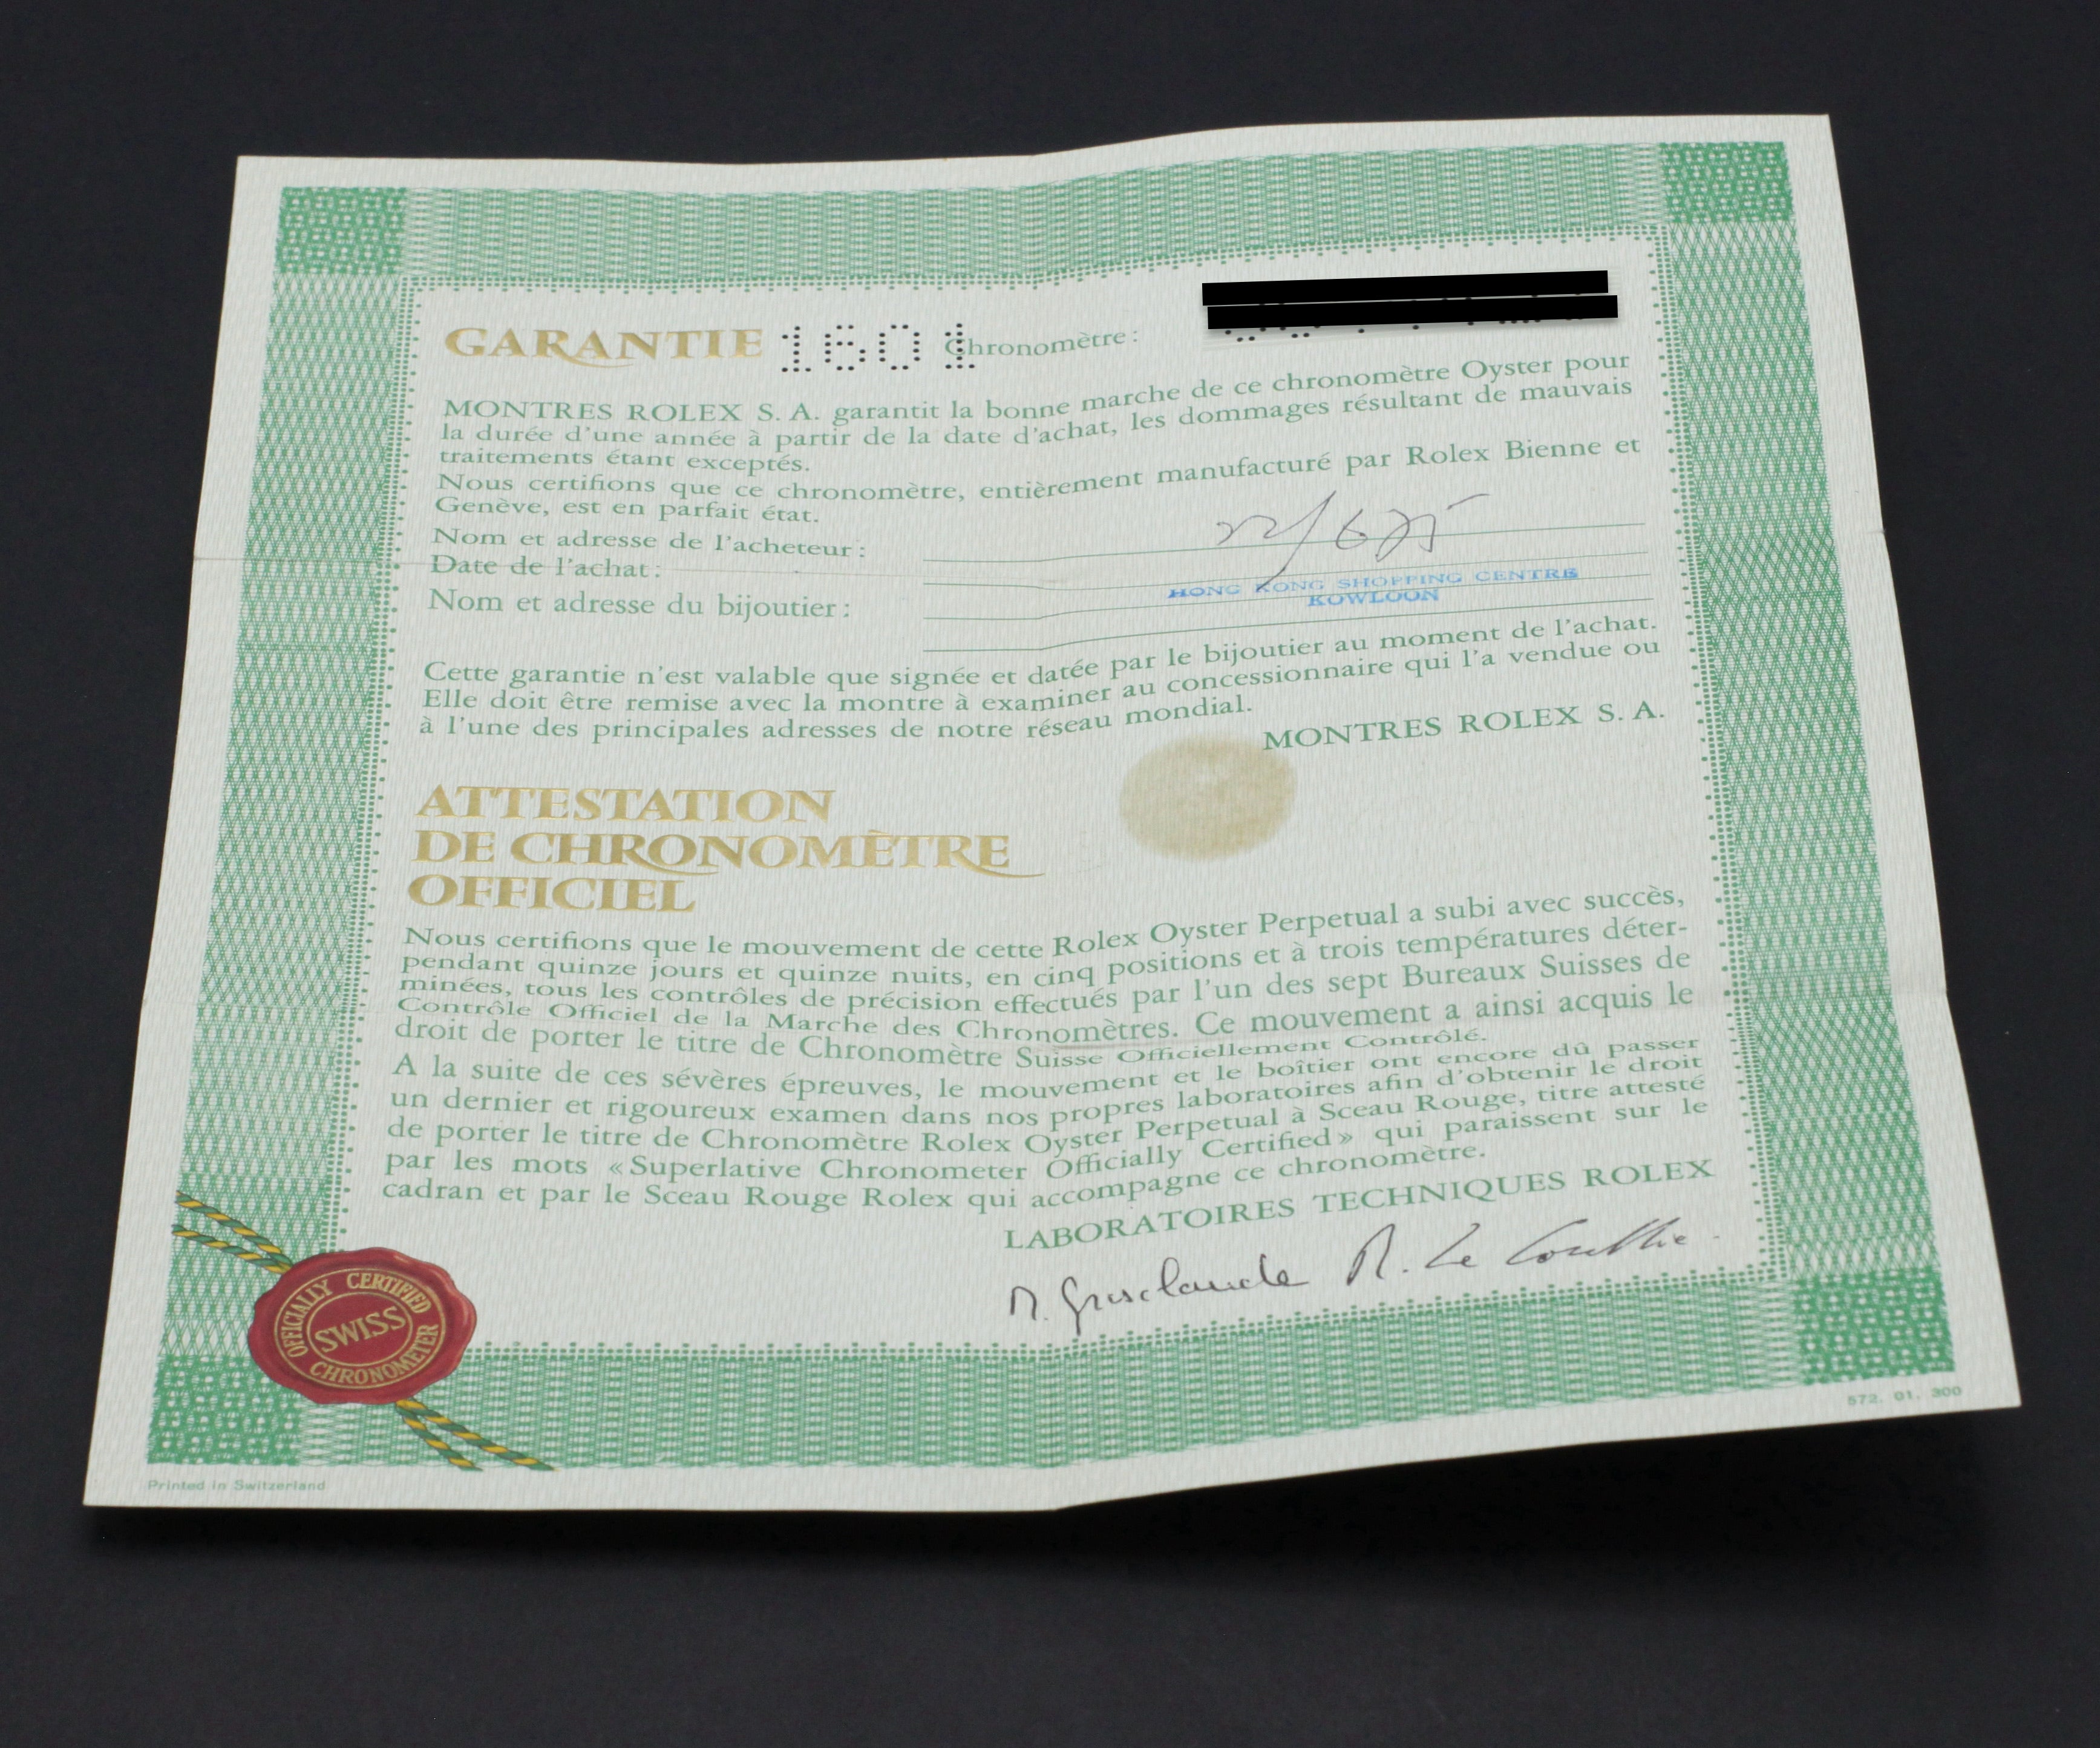 GARANTIE 1601 Chronomètre :
MONTRES ROLEX S. A. garantit la bonne marche de ce chronomètre Oyster pour
la durée d'une année à partir de la date d'achat, les dommages résultant de mauvais
traitements étant exceptés.
Nous certifions que ce chronomètre, entièrement manufacturé par Rolex Bienne et
Genève, est en parfait état.
Nom et adresse de l'acheteur :
22/6 75
Date de l'achat :
HONG KONG SHOPPING CENTRE
KOWLOON
Nom et adresse du bijoutier :
Cette garantie n'est valable que signée et datée par le bijoutier au moment de l'achat.
Elle doit être remise avec la montre à examiner au concessionnaire qui l'a vendue ou
à l'une des principales adresses de notre réseau mondial.
MONTRES ROLEX S. A.
ATTESTATION
DE CHRONOMÈTRE
OFFICIEL
Nous certifions que le mouvement de cette Rolex Oyster Perpetual a subi avec succès,
pendant quinze jours et quinze nuits, en cinq positions et à trois températures déter-
minées, tous les contrôles de précision effectués par l'un des sept Bureaux Suisses de
Contrôle Officiel de la Marche des Chronomètres. Ce mouvement a ainsi acquis le
droit de porter le titre de Chronomètre Suisse Officiellement Contrôlé.
A la suite de ces sévères épreuves, le mouvement et le boîtier ont encore dû passer
un dernier et rigoureux examen dans nos propres laboratoires afin d'obtenir le droit
de porter le titre de Chronomètre Rolex Oyster Perpetual à Sceau Rouge, titre attesté
par les mots «Superlative Chronometer Officially Certified» qui paraissent sur le
cadran et par le Sceau Rouge Rolex qui accompagne ce chronomètre.
LABORATOIRES TECHNIQUES ROLEX
M. Grisclaude R. Le Coultre.
OFFICIALLY CERTIFIED
SWISS
CHRONOMETER
572. 01. 300
Printed in Switzerland